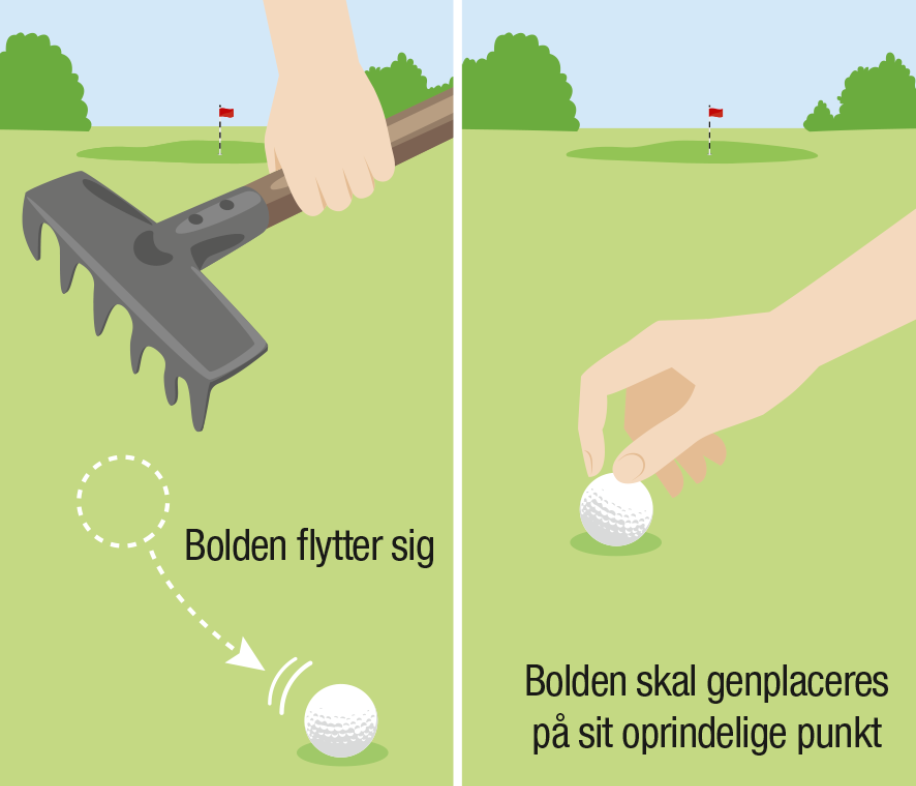 Bolden flytter sig
Bolden skal genplaceres
på sit oprindelige punkt